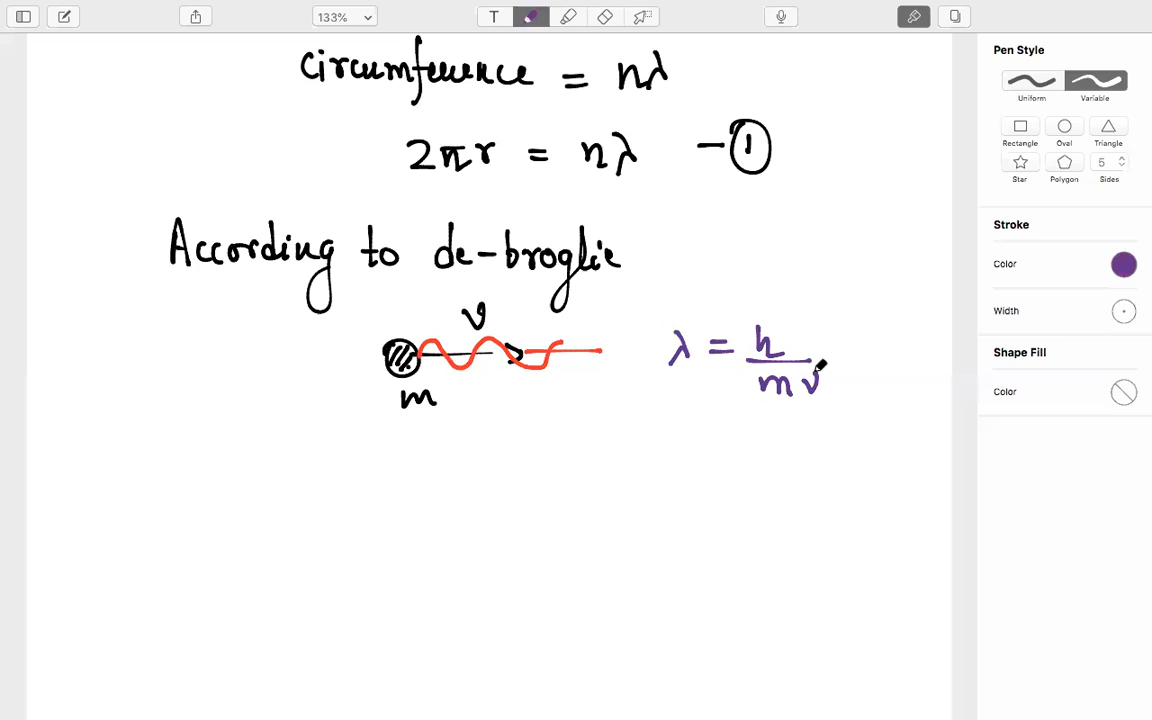 133%
T
circumference = nλ
2πr = nλ — ①
According to de-broglie
v
m
λ = h / mv
Pen Style
Uniform Variable
Rectangle Oval Triangle
5
Star Polygon Sides
Stroke
Color
Width
Shape Fill
Color